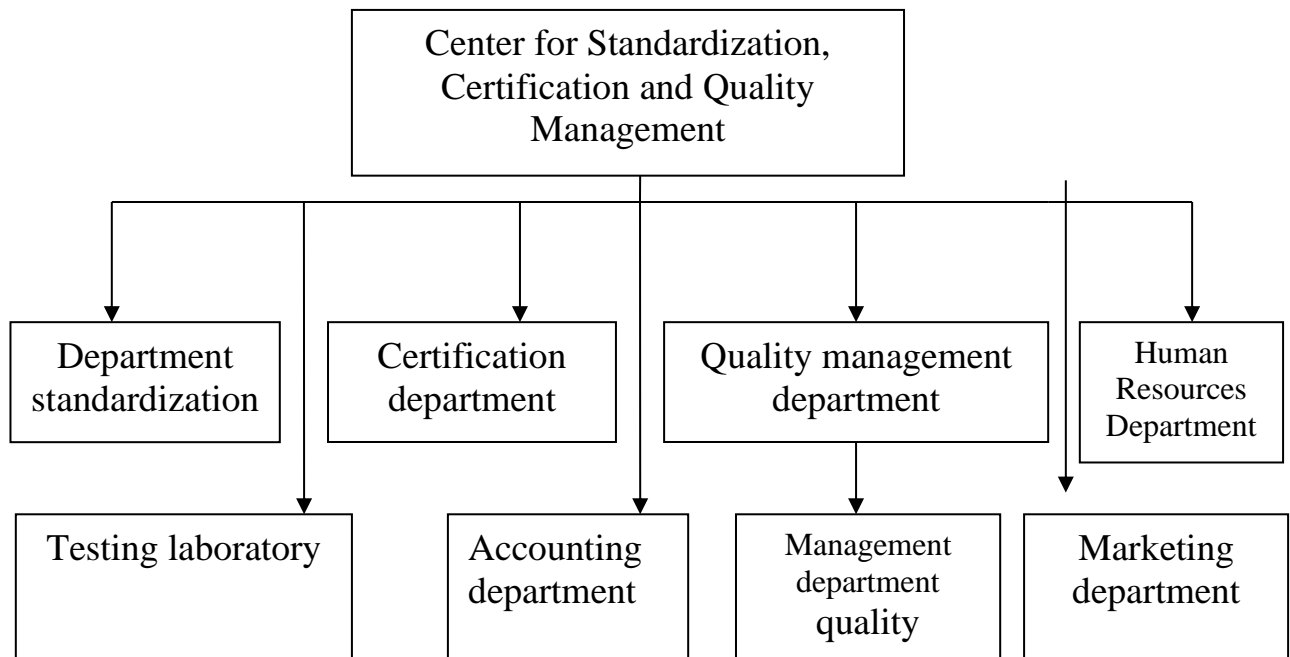 Center for Standardization,
Certification and Quality
Management
Department
standardization
Certification
department
Quality management
department
Human
Resources
Department
Testing laboratory
Accounting
department
Management
department
quality
Marketing
department